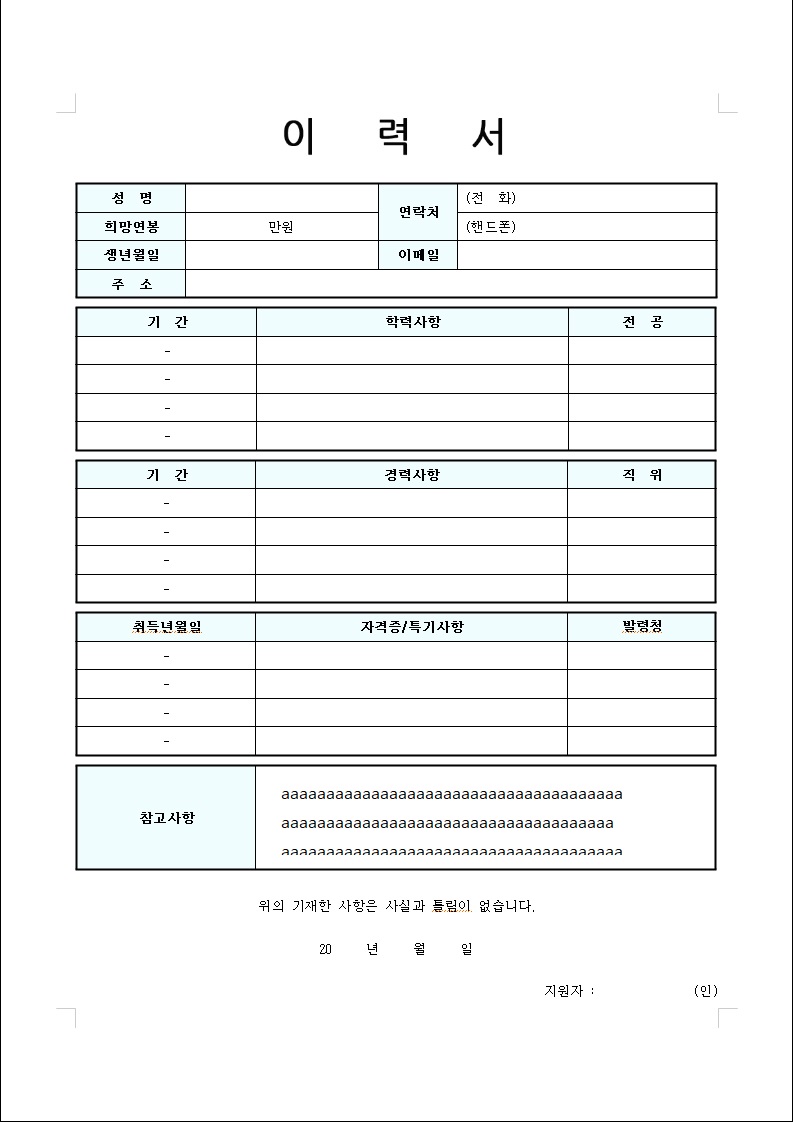 이 력 서
성 명 연락처 (전 화)
희망연봉 만원 (핸드폰)
생년월일 이메일
주 소
기 간 학력사항 전 공
-
-
-
-
기 간 경력사항 직 위
-
-
-
-
취득년월일 자격증/특기사항 발령청
-
-
-
-
참고사항
aaaaaaaaaaaaaaaaaaaaaaaaaaaaaaaaaaaaaa
aaaaaaaaaaaaaaaaaaaaaaaaaaaaaaaaaaaaa
aaaaaaaaaaaaaaaaaaaaaaaaaaaaaaaaaaaaaa
위의 기재한 사항은 사실과 틀림이 없습니다.
20 년 월 일
지원자 : (인)